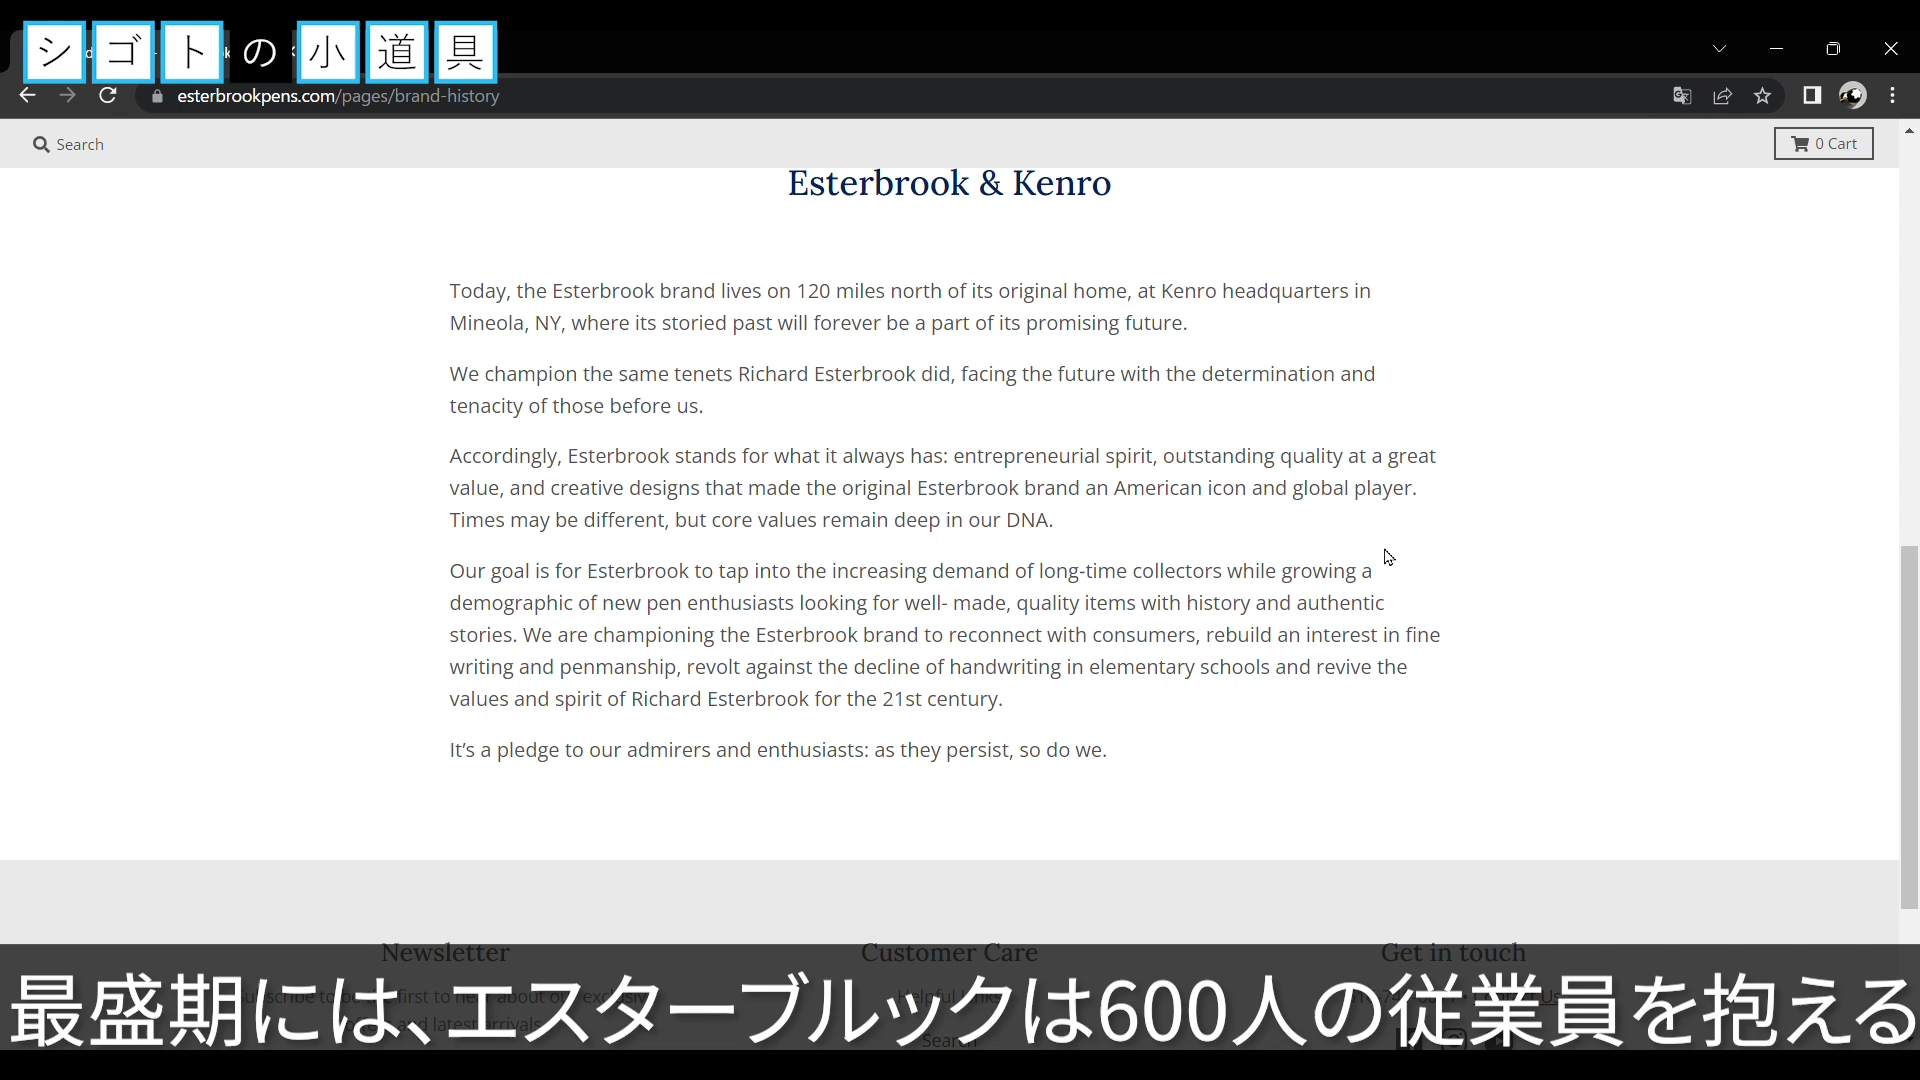 シゴトの小道具
esterbrookpens.com/pages/brand-history
Search
0 Cart
Esterbrook & Kenro
Today, the Esterbrook brand lives on 120 miles north of its original home, at Kenro headquarters in
Mineola, NY, where its storied past will forever be a part of its promising future.
We champion the same tenets Richard Esterbrook did, facing the future with the determination and
tenacity of those before us.
Accordingly, Esterbrook stands for what it always has: entrepreneurial spirit, outstanding quality at a great
value, and creative designs that made the original Esterbrook brand an American icon and global player.
Times may be different, but core values remain deep in our DNA.
Our goal is for Esterbrook to tap into the increasing demand of long-time collectors while growing a
demographic of new pen enthusiasts looking for well- made, quality items with history and authentic
stories. We are championing the Esterbrook brand to reconnect with consumers, rebuild an interest in fine
writing and penmanship, revolt against the decline of handwriting in elementary schools and revive the
values and spirit of Richard Esterbrook for the 21st century.
It's a pledge to our admirers and enthusiasts: as they persist, so do we.
Newsletter
Customer Care
Get in touch
最盛期には、エスターブルックは600人の従業員を抱える
Search